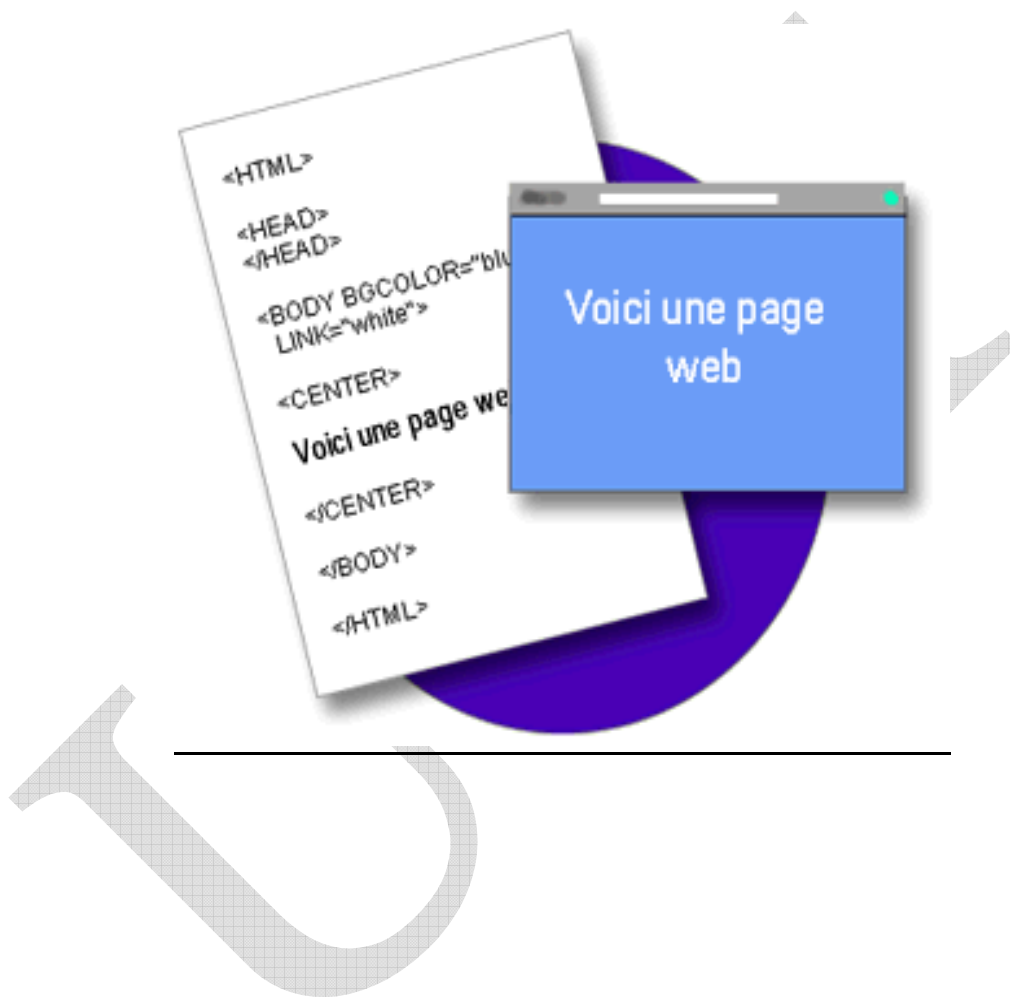 <HTML>
<HEAD>
</HEAD>
<BODY BGCOLOR="blu
LINK="white">
<CENTER>
Voici une page we
</CENTER>
</BODY>
</HTML>
Voici une page
web